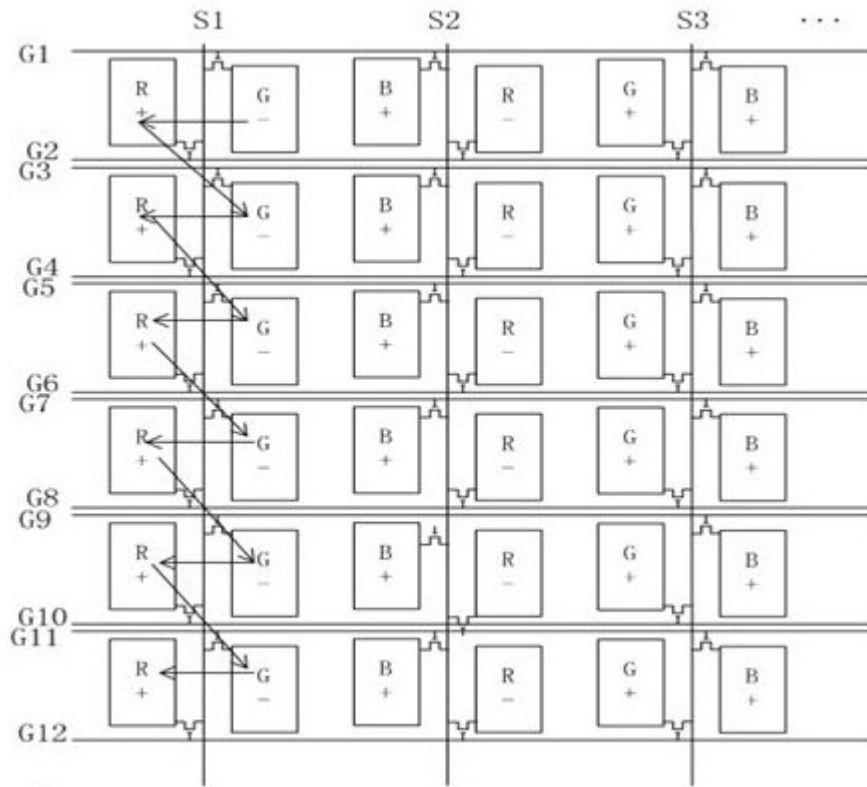 S1 S2 S3 ...
G1
R G B R G B
+ − + − + +
G2
G3
R G B R G B
+ − + − + +
G4
G5
R G B R G B
+ − + − + +
G6
G7
R G B R G B
+ − + − + +
G8
G9
R G B R G B
+ − + − + +
G10
G11
R G B R G B
+ − + − + +
G12